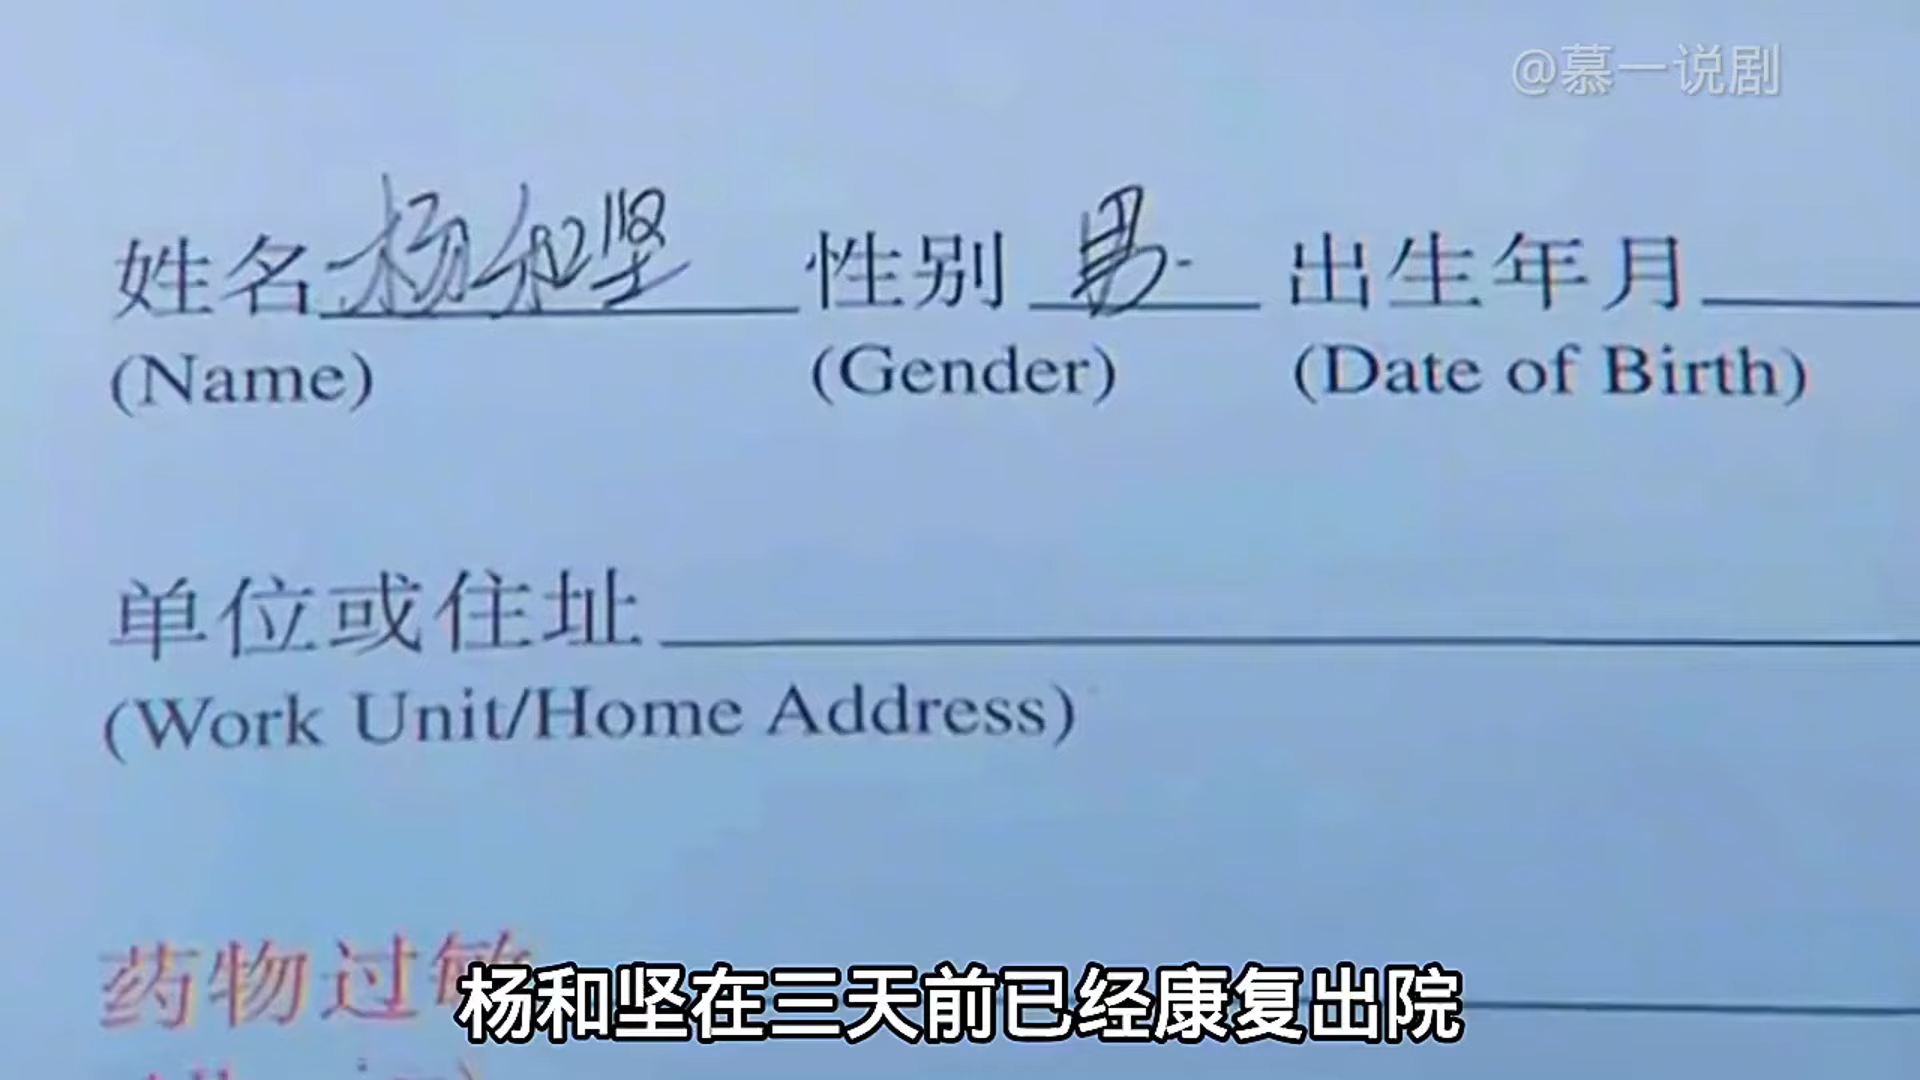 @慕一说剧
姓名 杨和坚 性别 男 出生年月
(Name) (Gender) (Date of Birth)
单位或住址
(Work Unit/Home Address)
药物过敏
杨和坚在三天前已经康复出院